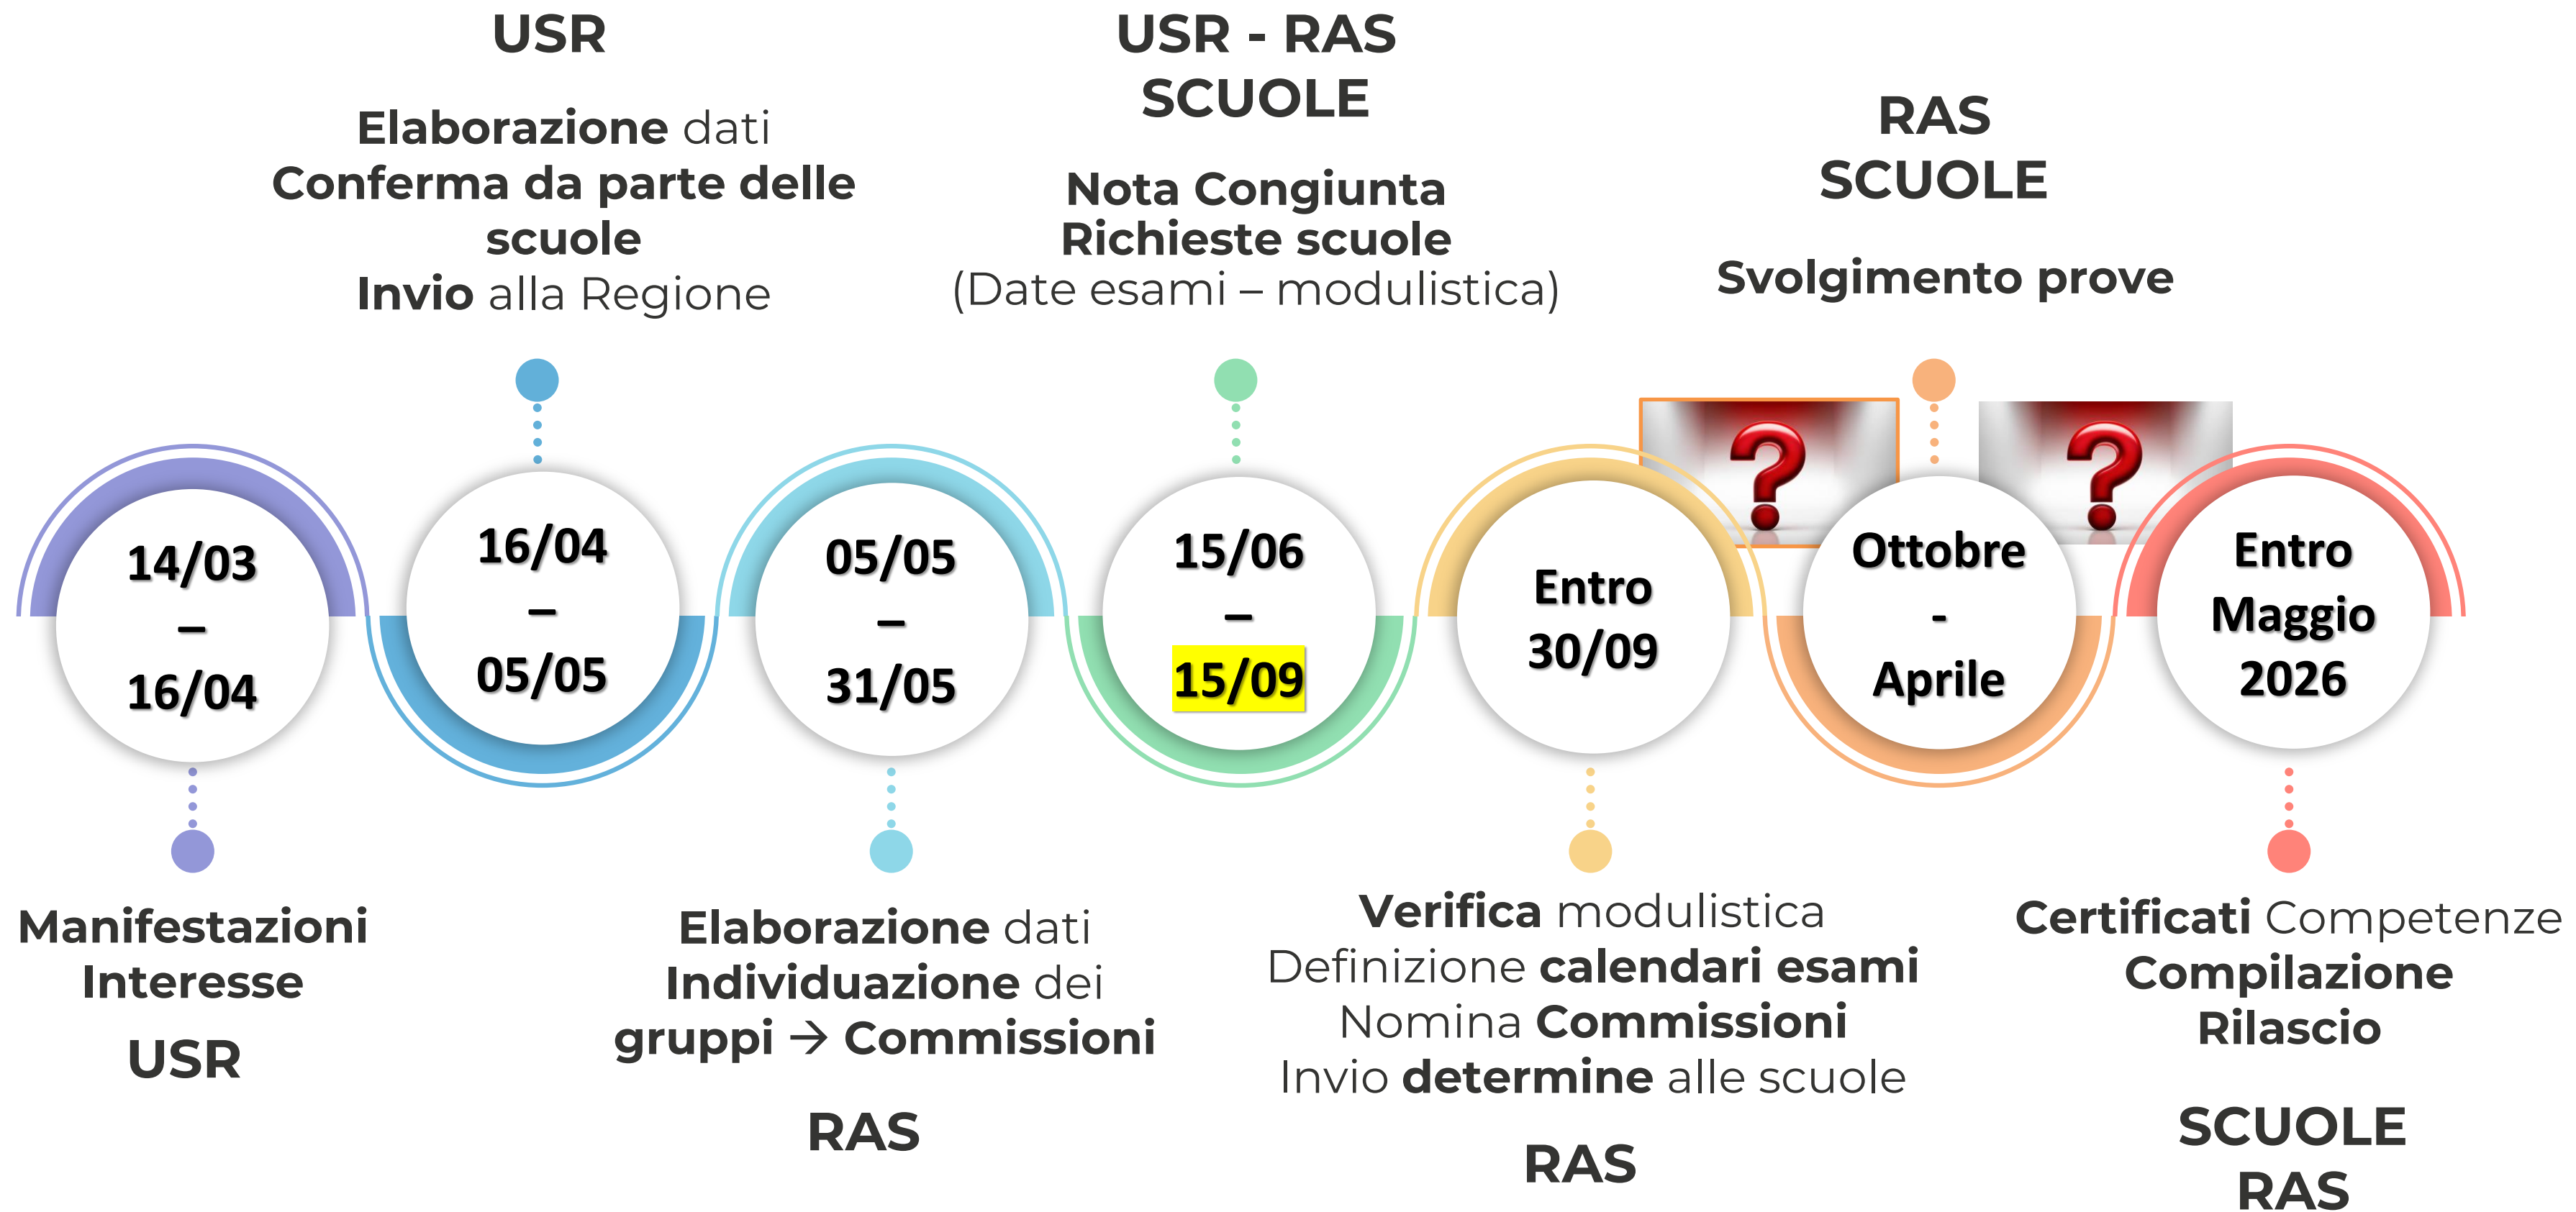 USR
Elaborazione dati
Conferma da parte delle
scuole
Invio alla Regione
USR - RAS
SCUOLE
Nota Congiunta
Richieste scuole
(Date esami – modulistica)
RAS
SCUOLE
Svolgimento prove
14/03
–
16/04
16/04
–
05/05
05/05
–
31/05
15/06
–
15/09
Entro
30/09
?
Ottobre
-
Aprile
?
Entro
Maggio
2026
Manifestazioni
Interesse
USR
Elaborazione dati
Individuazione dei
gruppi → Commissioni
RAS
Verifica modulistica
Definizione calendari esami
Nomina Commissioni
Invio determine alle scuole
RAS
Certificati Competenze
Compilazione
Rilascio
SCUOLE
RAS